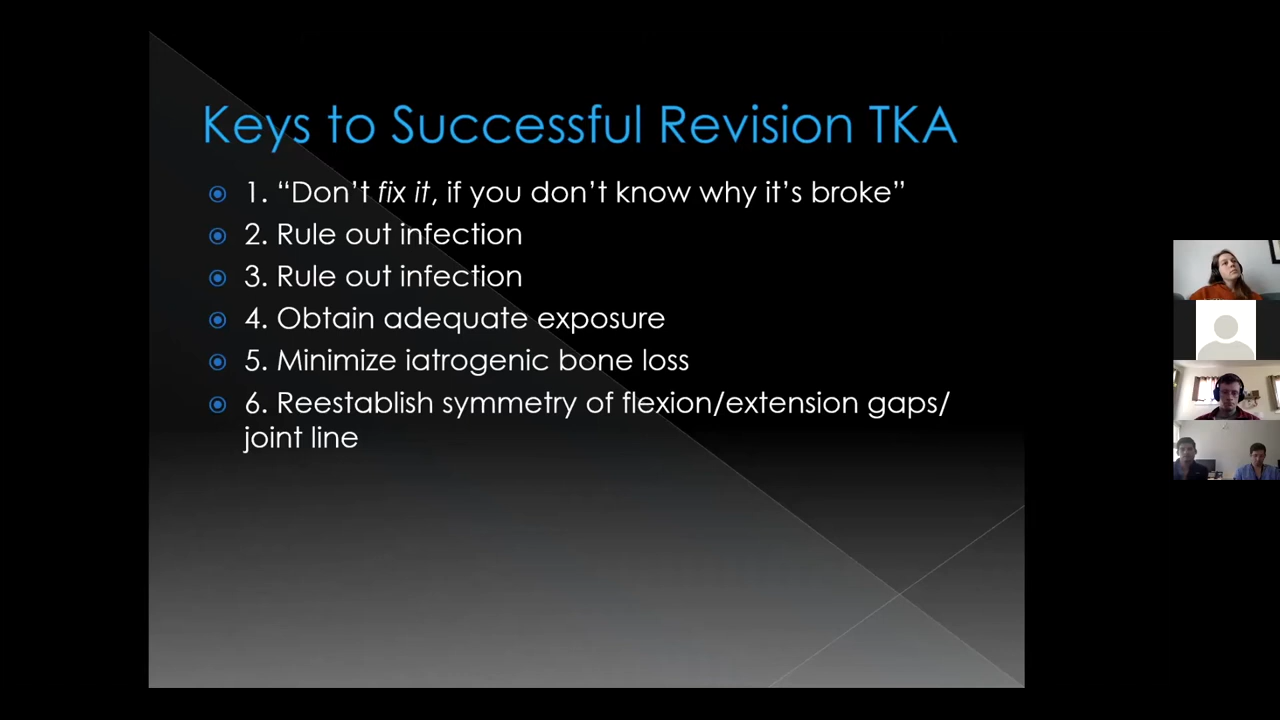 Keys to Successful Revision TKA
1. “Don’t fix it, if you don’t know why it’s broke”
2. Rule out infection
3. Rule out infection
4. Obtain adequate exposure
5. Minimize iatrogenic bone loss
6. Reestablish symmetry of flexion/extension gaps/
joint line